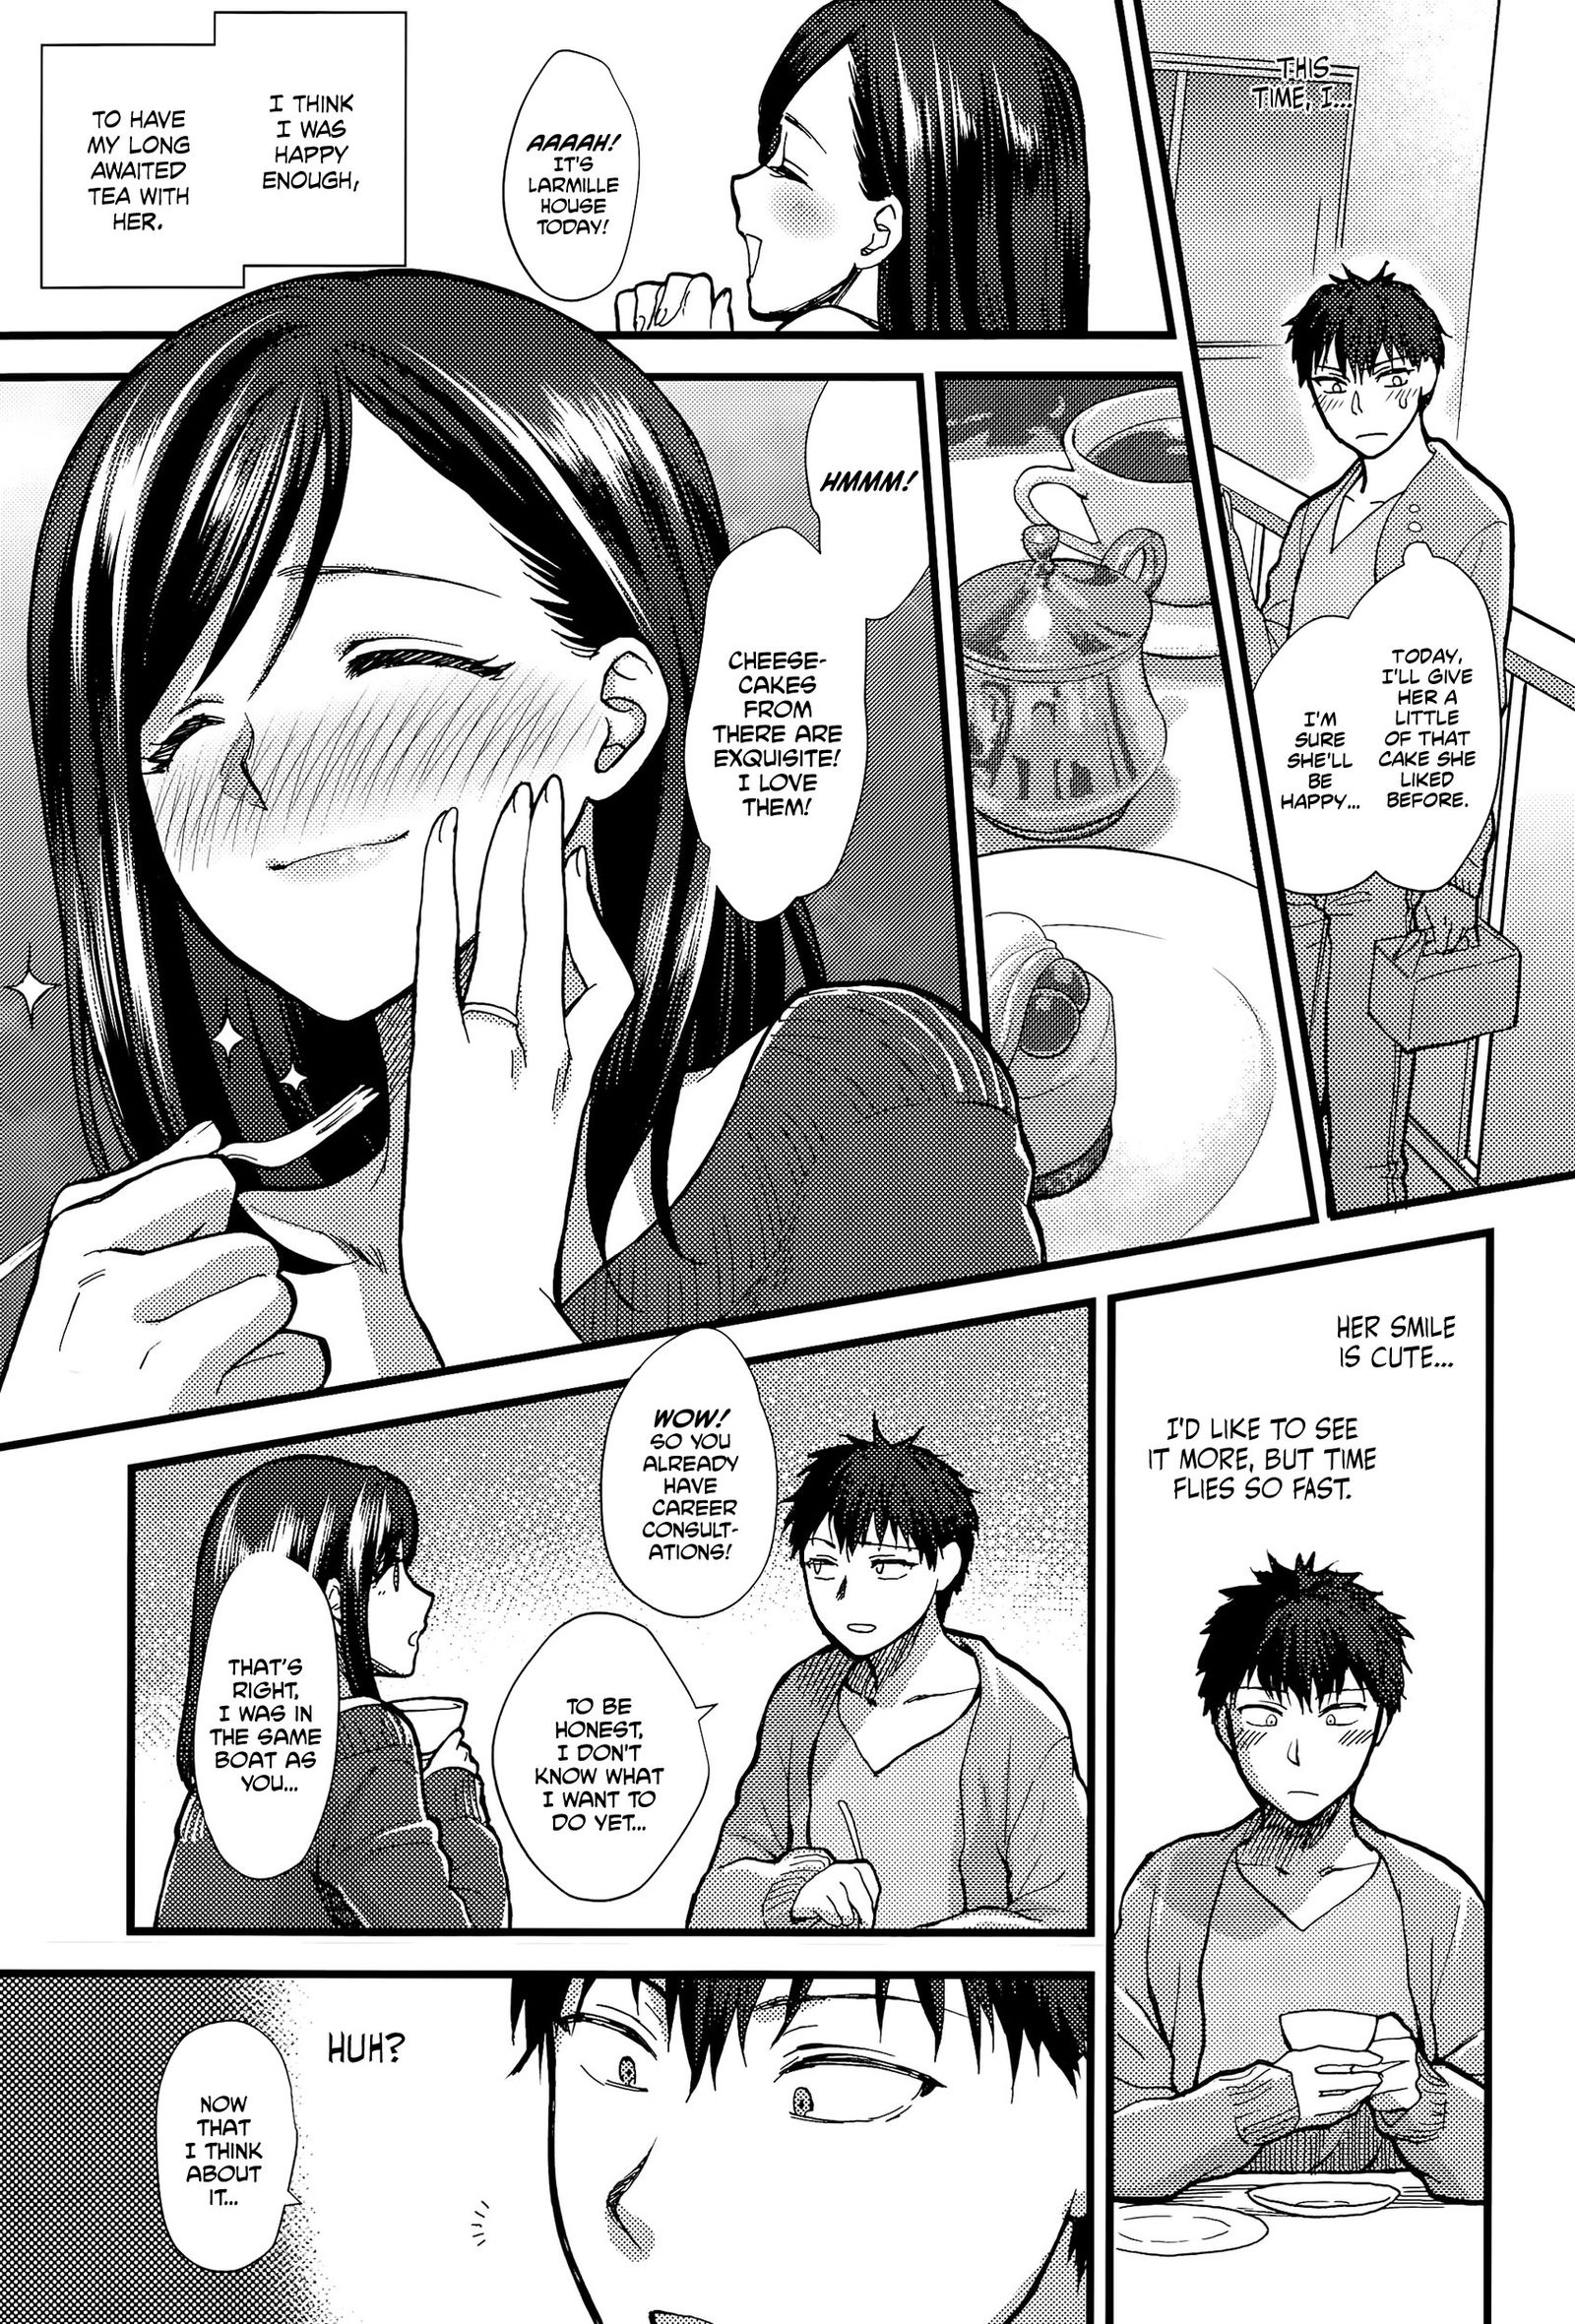 THIS
TIME, I...
TODAY,
I'LL GIVE
HER A
LITTLE
OF THAT
CAKE SHE
LIKED
BEFORE.
I'M
SURE
SHE'LL
BE
HAPPY...
AAAAH!
IT'S
LARMILLE
HOUSE
TODAY!
I THINK
I WAS
HAPPY
ENOUGH,
TO HAVE
MY LONG
AWAITED
TEA WITH
HER.
HMMM!
CHEESE-
CAKES
FROM
THERE ARE
EXQUISITE!
I LOVE
THEM!
HER SMILE
IS CUTE...
I'D LIKE TO SEE
IT MORE, BUT TIME
FLIES SO FAST.
WOW!
SO YOU
ALREADY
HAVE
CAREER
CONSULT-
ATIONS!
TO BE
HONEST,
I DON'T
KNOW WHAT
I WANT TO
DO YET...
THAT'S
RIGHT,
I WAS IN
THE SAME
BOAT AS
YOU...
HUH?
NOW
THAT
I THINK
ABOUT
IT...